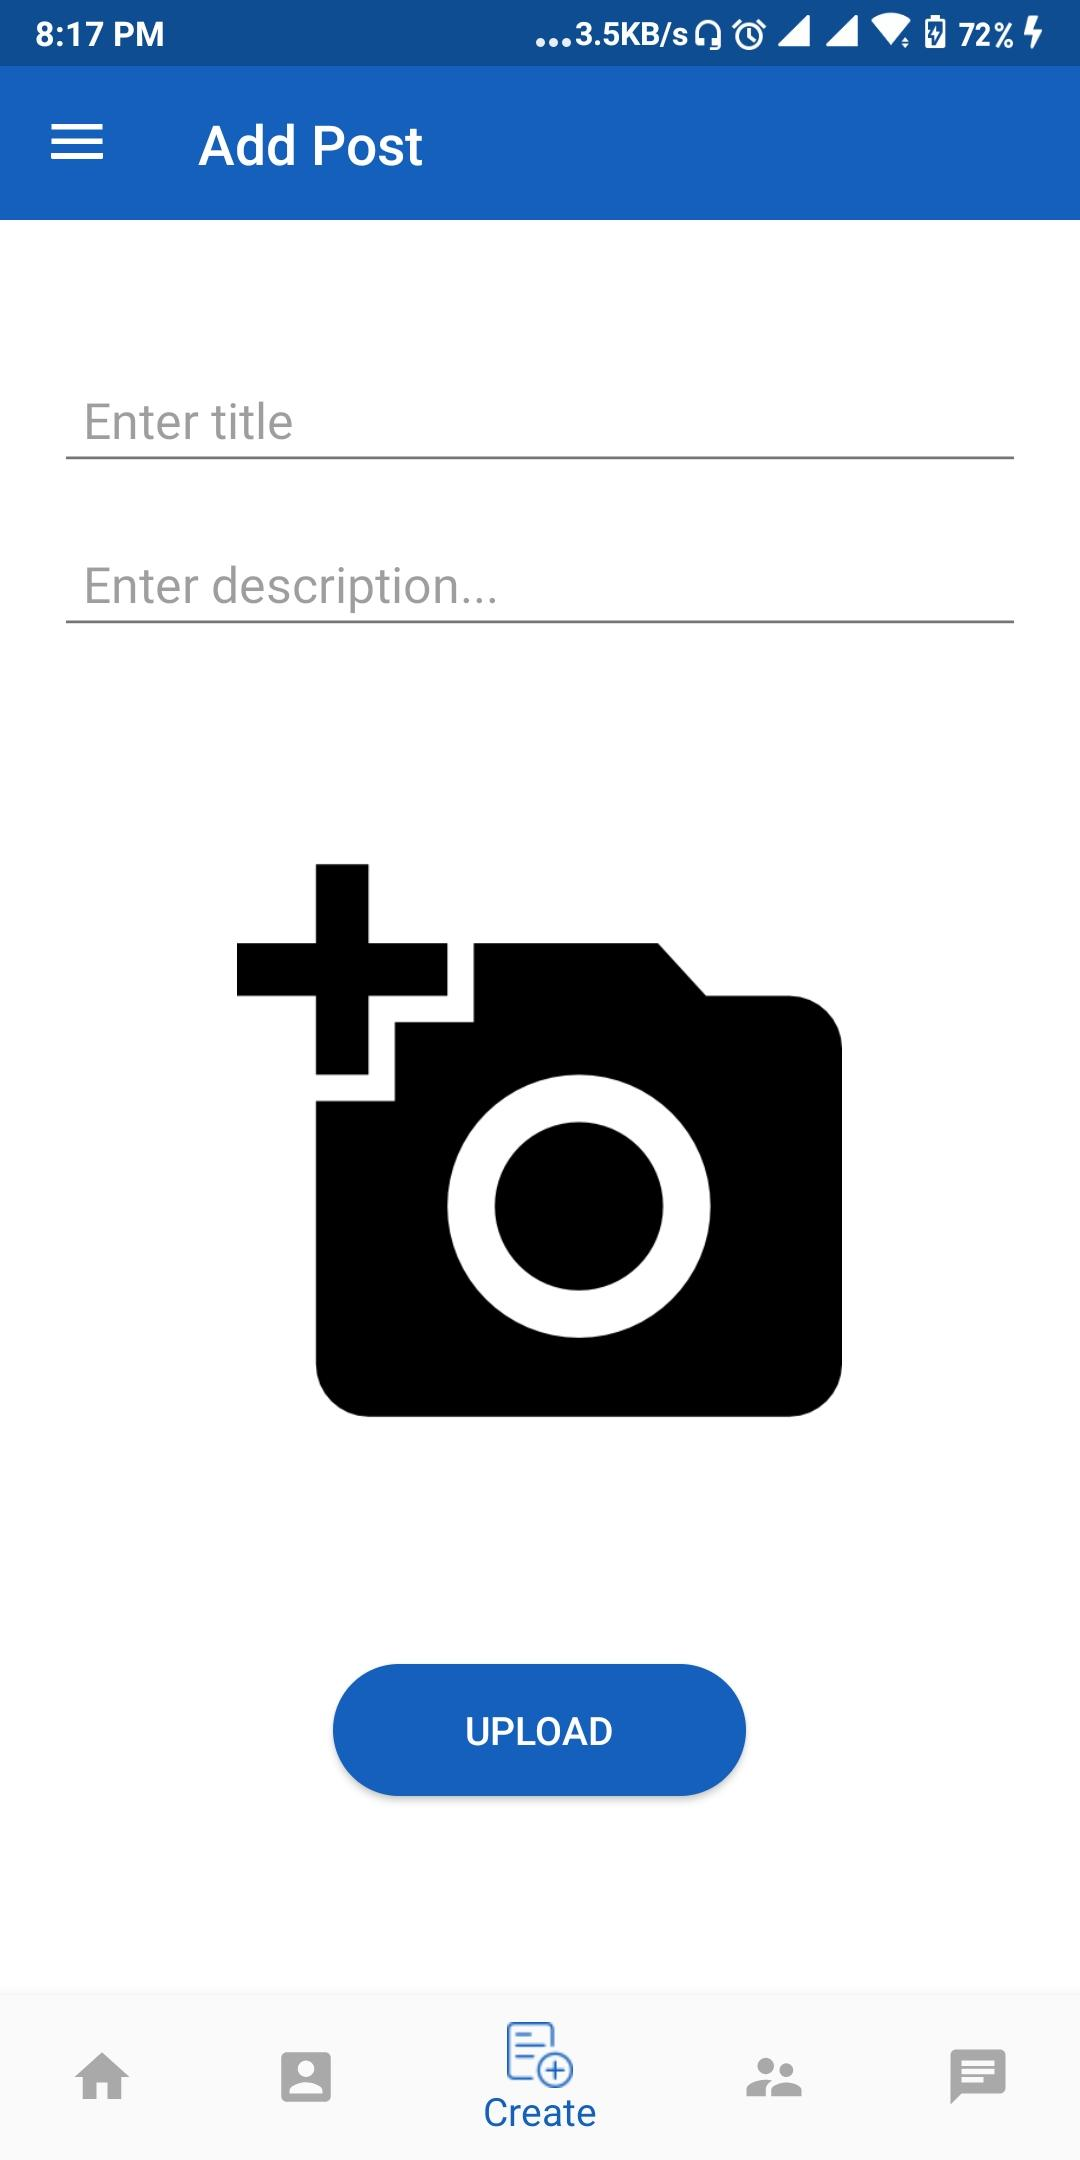 8:17 PM ...3.5KB/s 72%
Add Post
Enter title
Enter description...
UPLOAD
Create